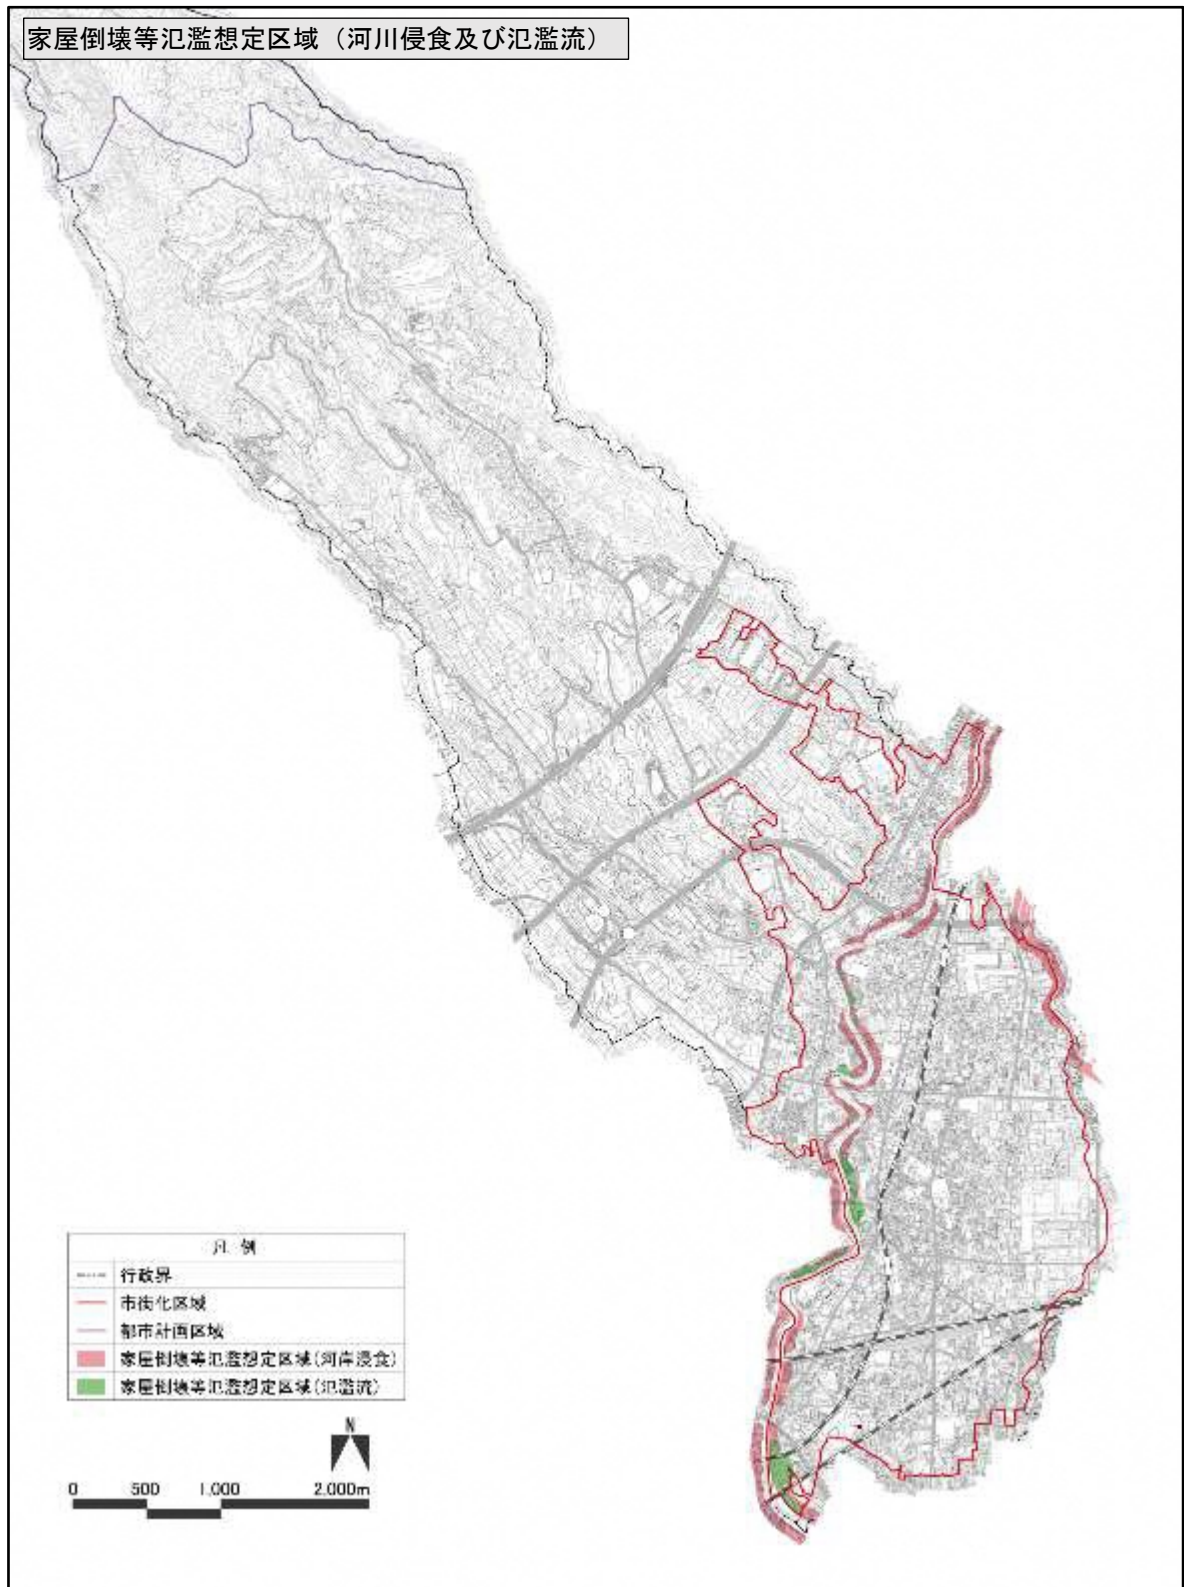 家屋倒壊等氾濫想定区域（河川侵食及び氾濫流）
凡 例
行政界
市街化区域
都市計画区域
家屋倒壊等氾濫想定区域(河岸浸食)
家屋倒壊等氾濫想定区域(氾濫流)
N
0 500 1,000 2,000m